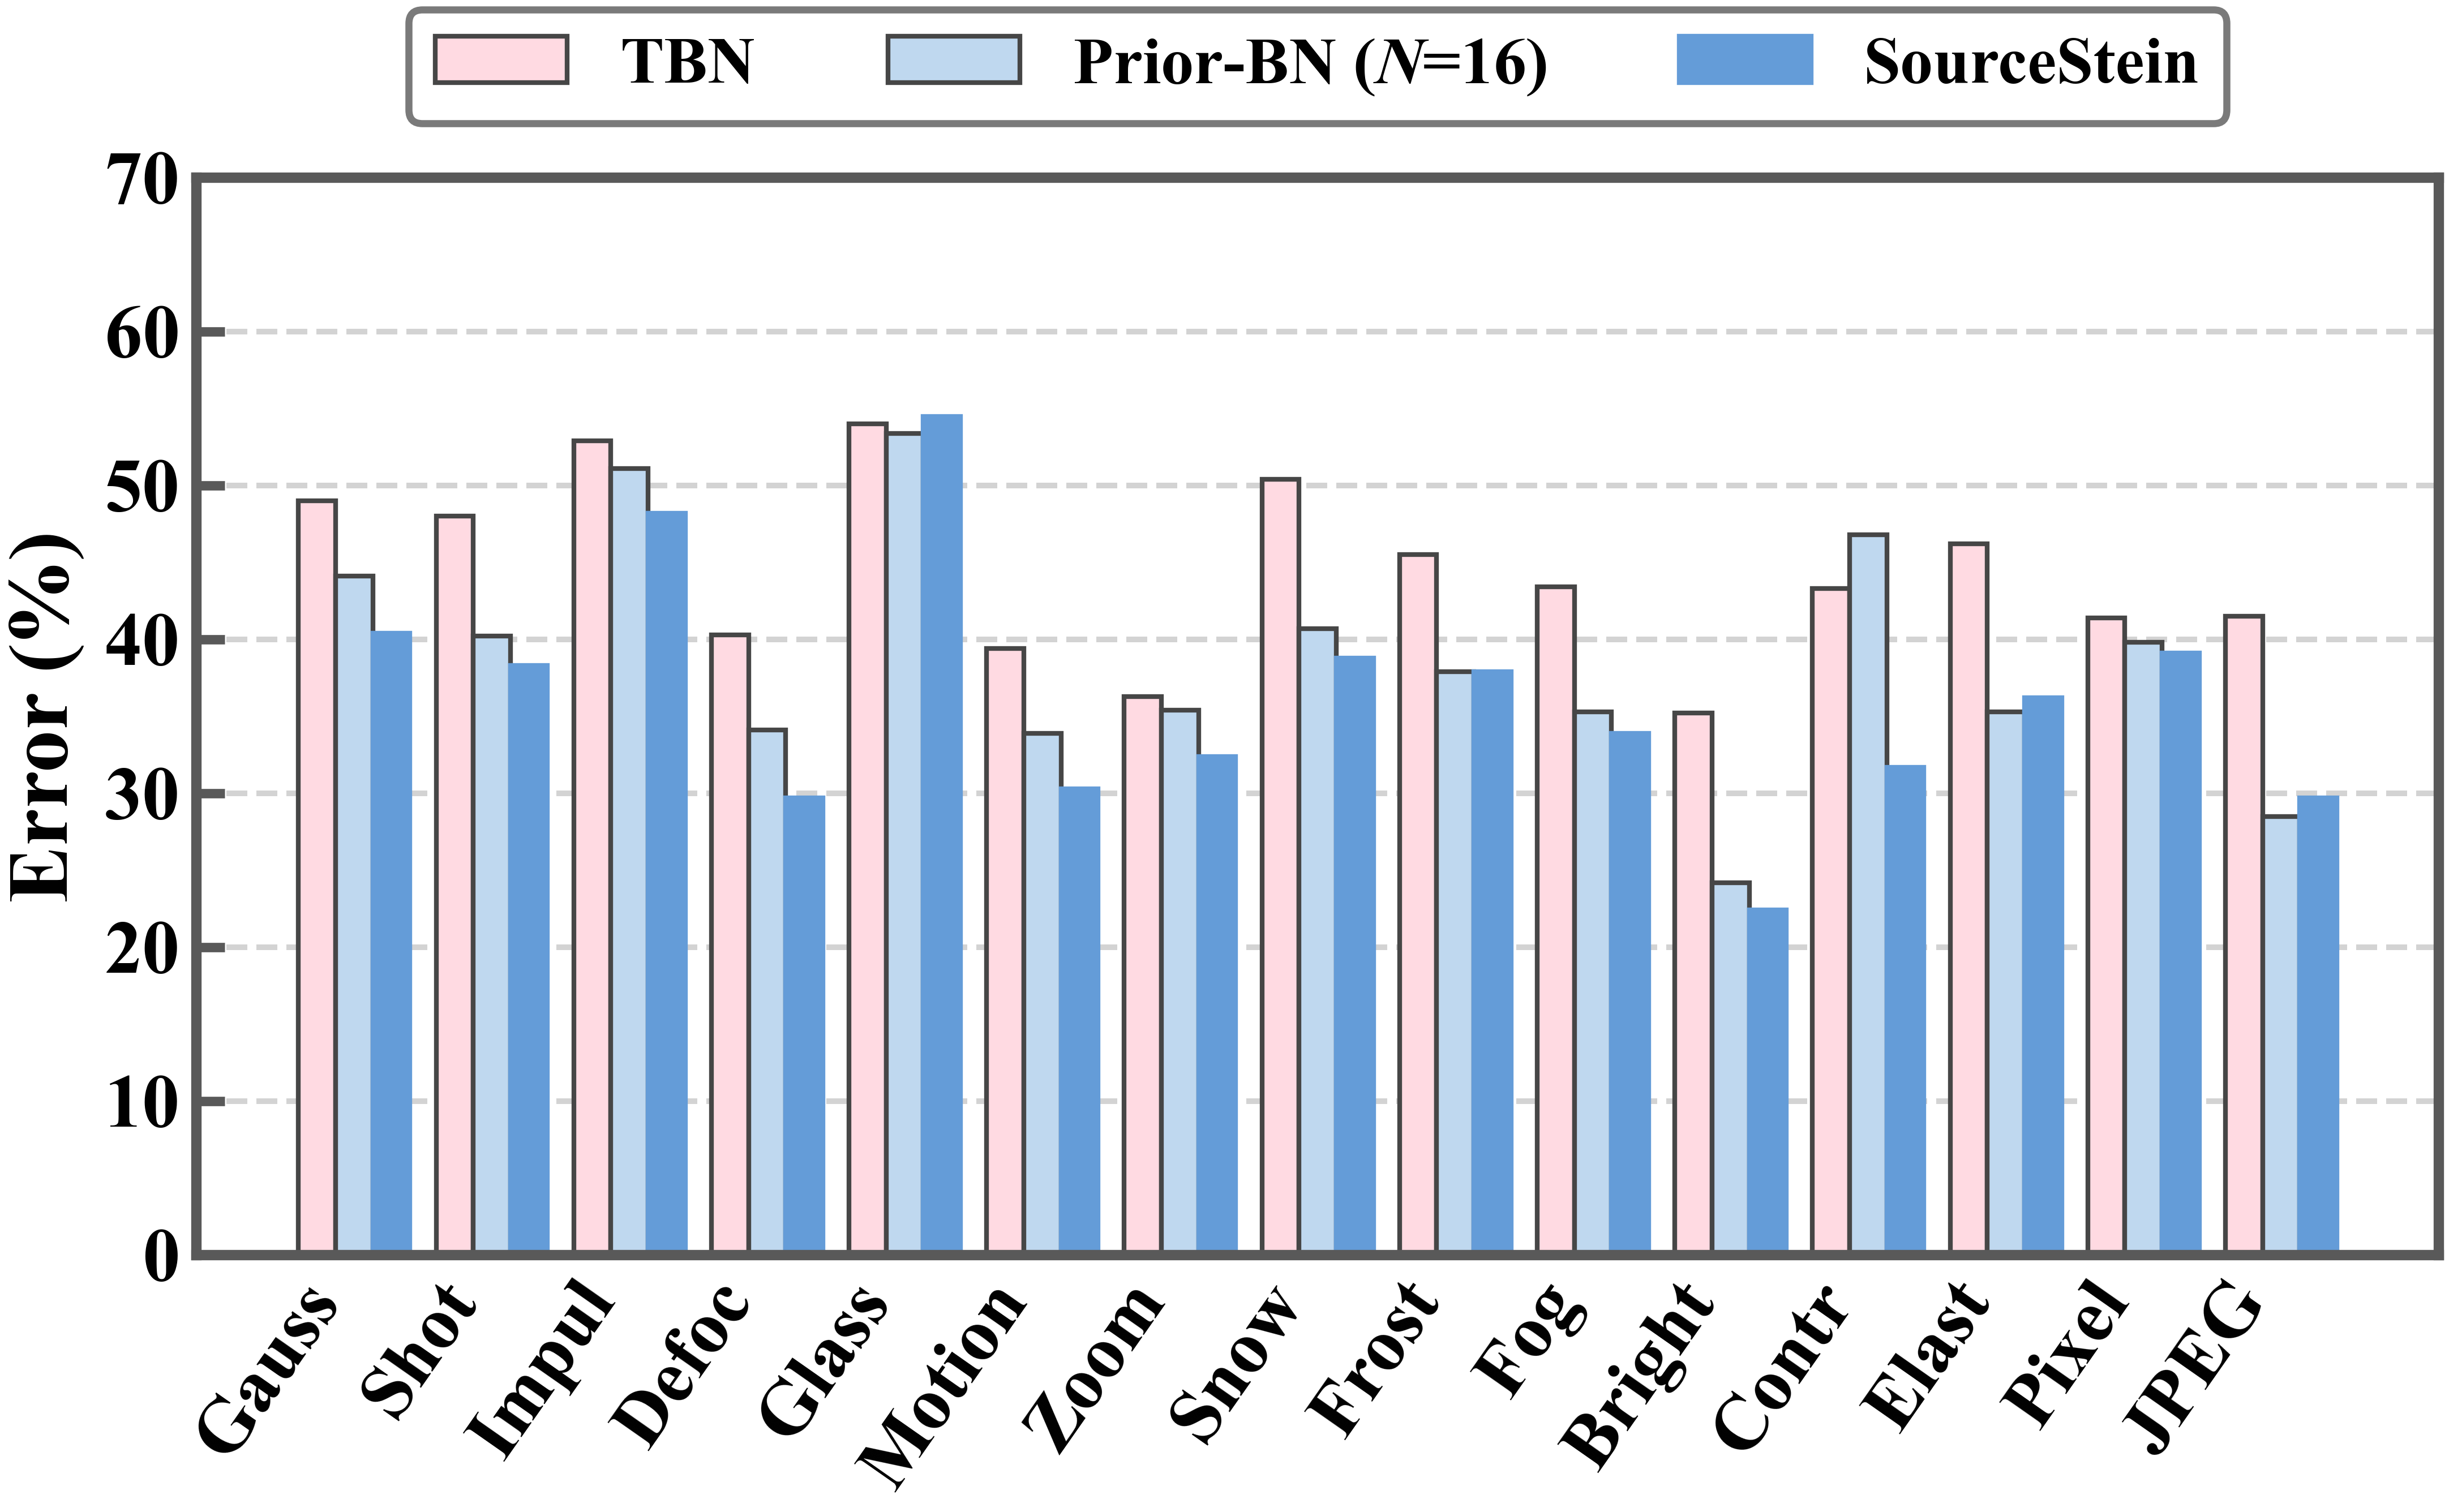 TBN Prior-BN (N=16) SourceStein
70
60
50
40
30
20
10
0
Error (%)
Gauss Shot Impul Defoc Glass Motion Zoom Snow Frost Fog Bright Contr Elast Pixel JPEG